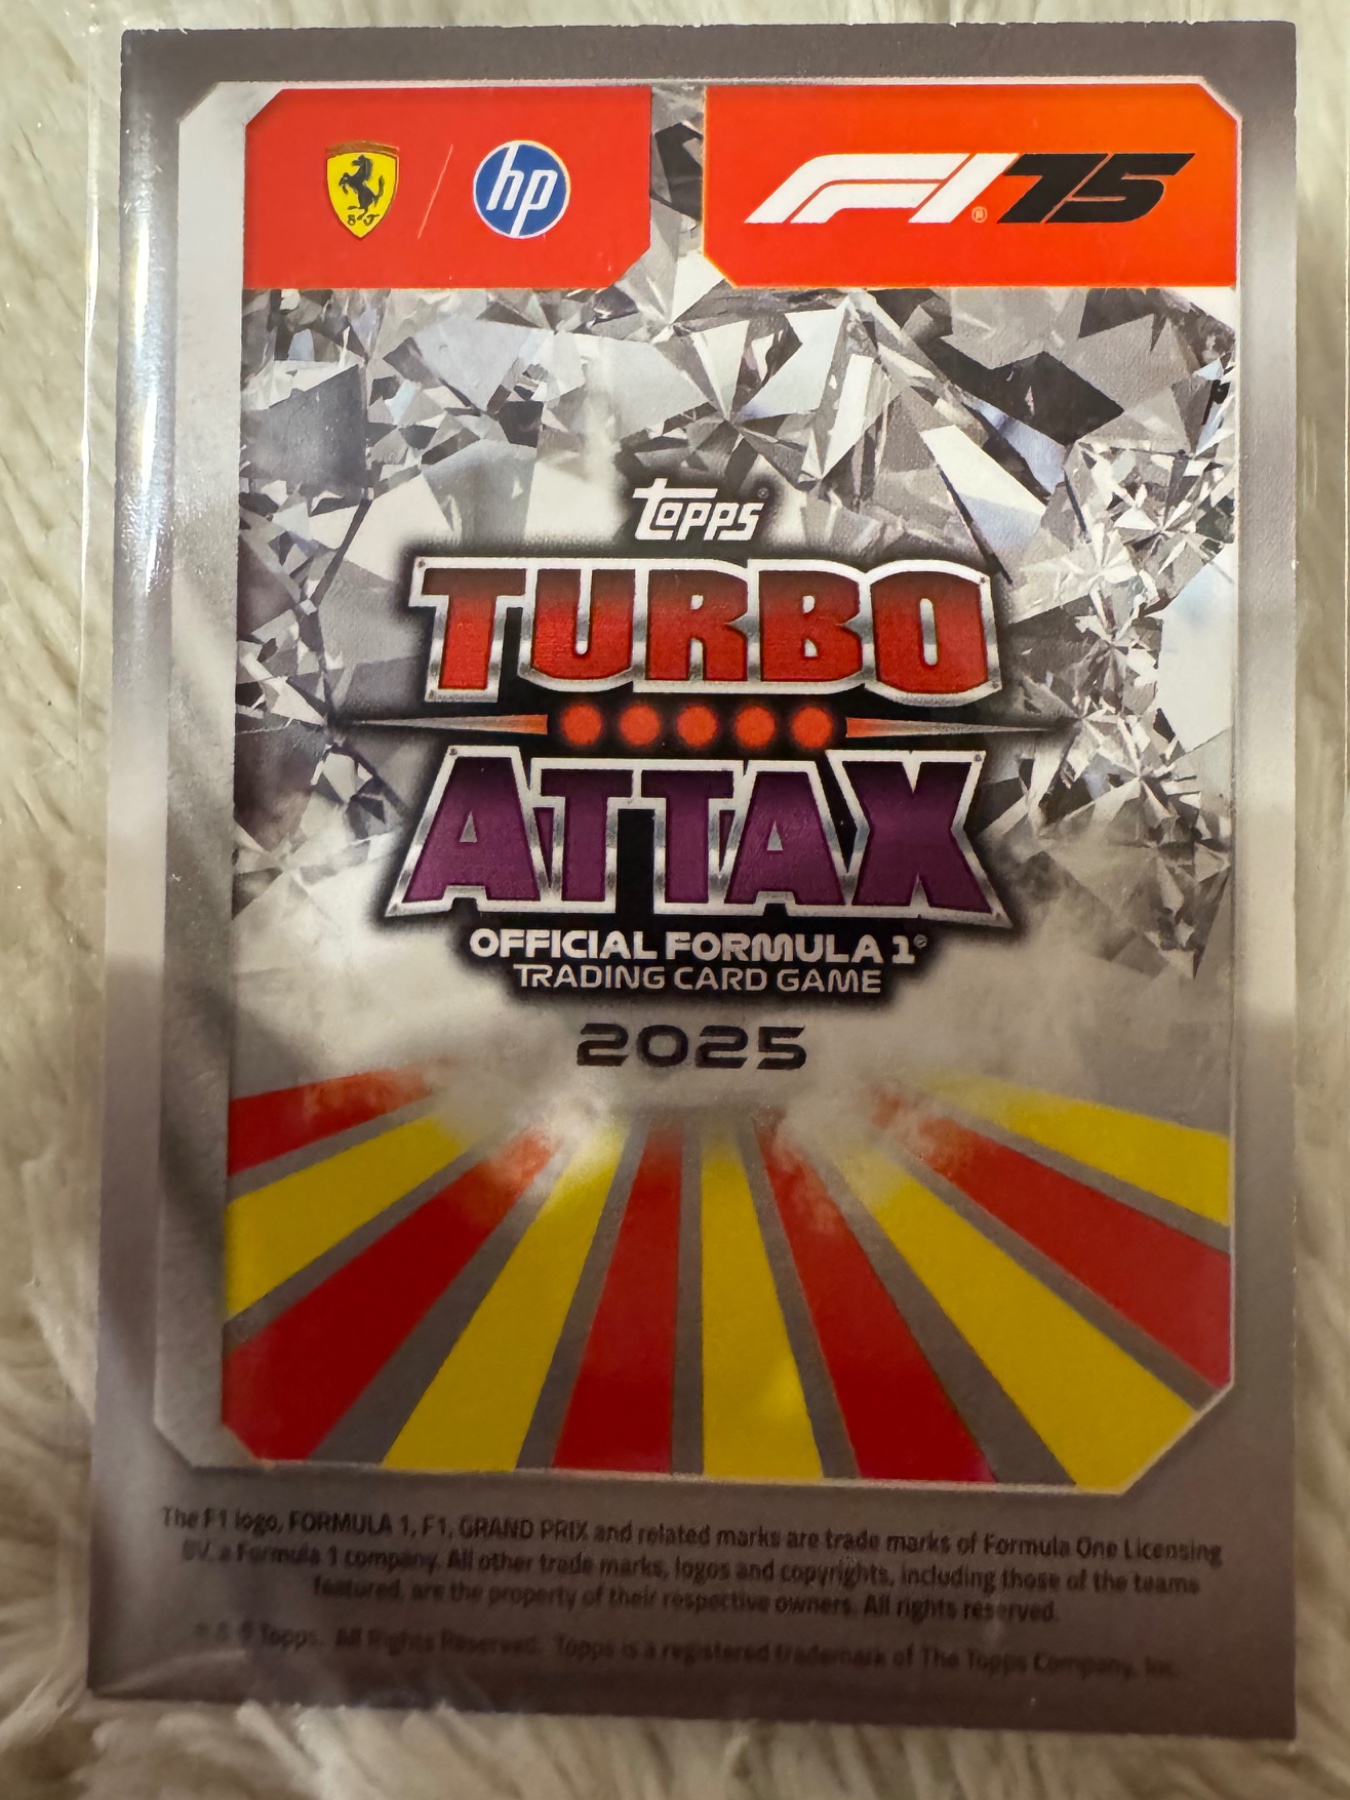 S F
hp
F1® 75
Topps®
TURBO
ATTAX
OFFICIAL FORMULA 1®
TRADING CARD GAME
2025
The F1 logo, FORMULA 1, F1, GRAND PRIX and related marks are trade marks of Formula One Licensing
BV, a Formula 1 company. All other trade marks, logos and copyrights, including those of the teams
featured, are the property of their respective owners. All rights reserved.
® & © Topps. All Rights Reserved. Topps is a registered trademark of The Topps Company, Inc.